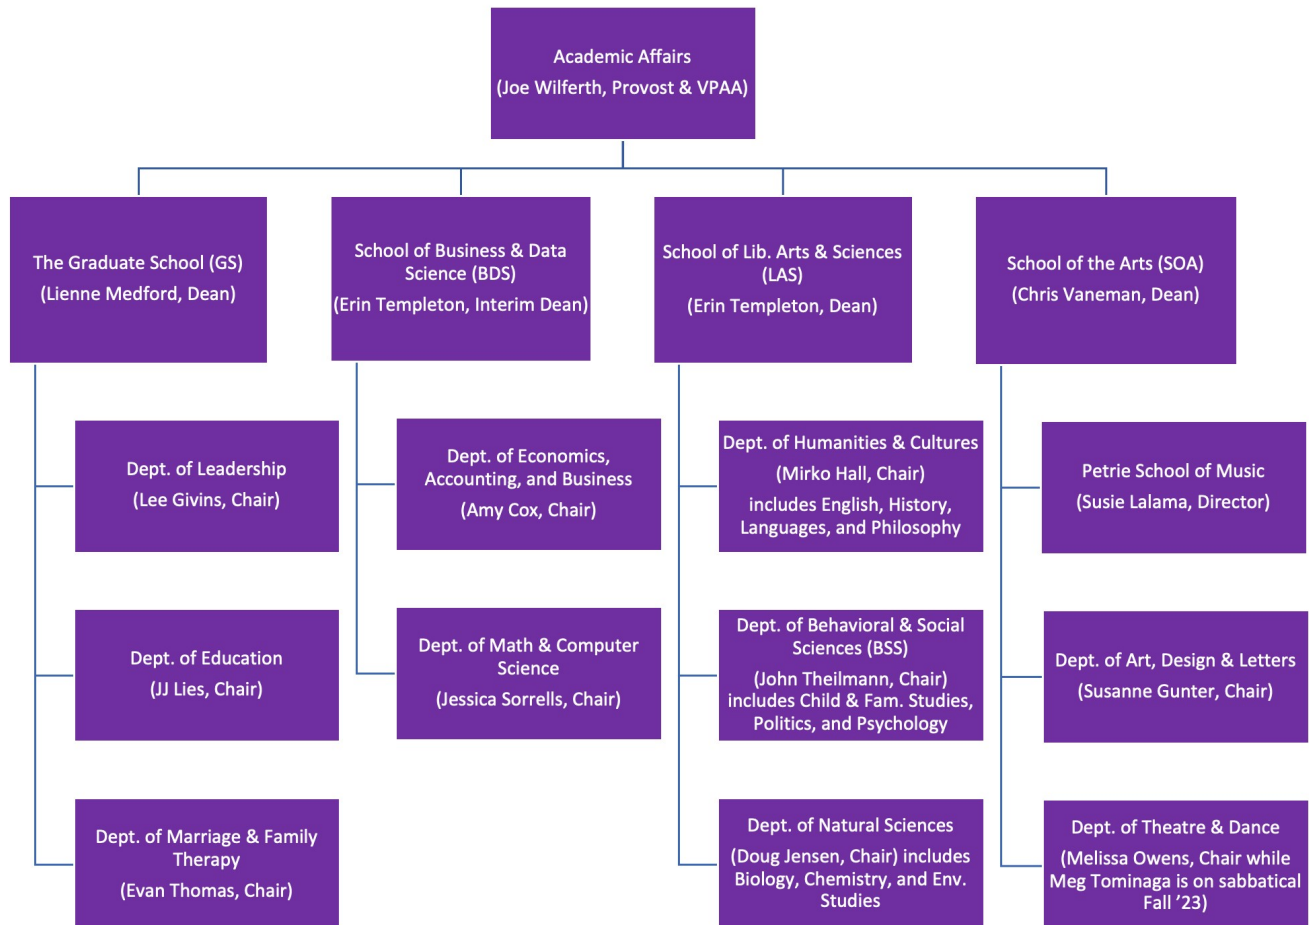 Academic Affairs
(Joe Wilferth, Provost & VPAA)
The Graduate School (GS)
(Lienne Medford, Dean)
School of Business & Data
Science (BDS)
(Erin Templeton, Interim Dean)
School of Lib. Arts & Sciences
(LAS)
(Erin Templeton, Dean)
School of the Arts (SOA)
(Chris Vaneman, Dean)
Dept. of Leadership
(Lee Givins, Chair)
Dept. of Education
(JJ Lies, Chair)
Dept. of Marriage & Family
Therapy
(Evan Thomas, Chair)
Dept. of Economics,
Accounting, and Business
(Amy Cox, Chair)
Dept. of Math & Computer
Science
(Jessica Sorrells, Chair)
Dept. of Humanities & Cultures
(Mirko Hall, Chair)
includes English, History,
Languages, and Philosophy
Dept. of Behavioral & Social
Sciences (BSS)
(John Theilmann, Chair)
includes Child & Fam. Studies,
Politics, and Psychology
Dept. of Natural Sciences
(Doug Jensen, Chair) includes
Biology, Chemistry, and Env.
Studies
Petrie School of Music
(Susie Lalama, Director)
Dept. of Art, Design & Letters
(Susanne Gunter, Chair)
Dept. of Theatre & Dance
(Melissa Owens, Chair while
Meg Tominaga is on sabbatical
Fall ’23)